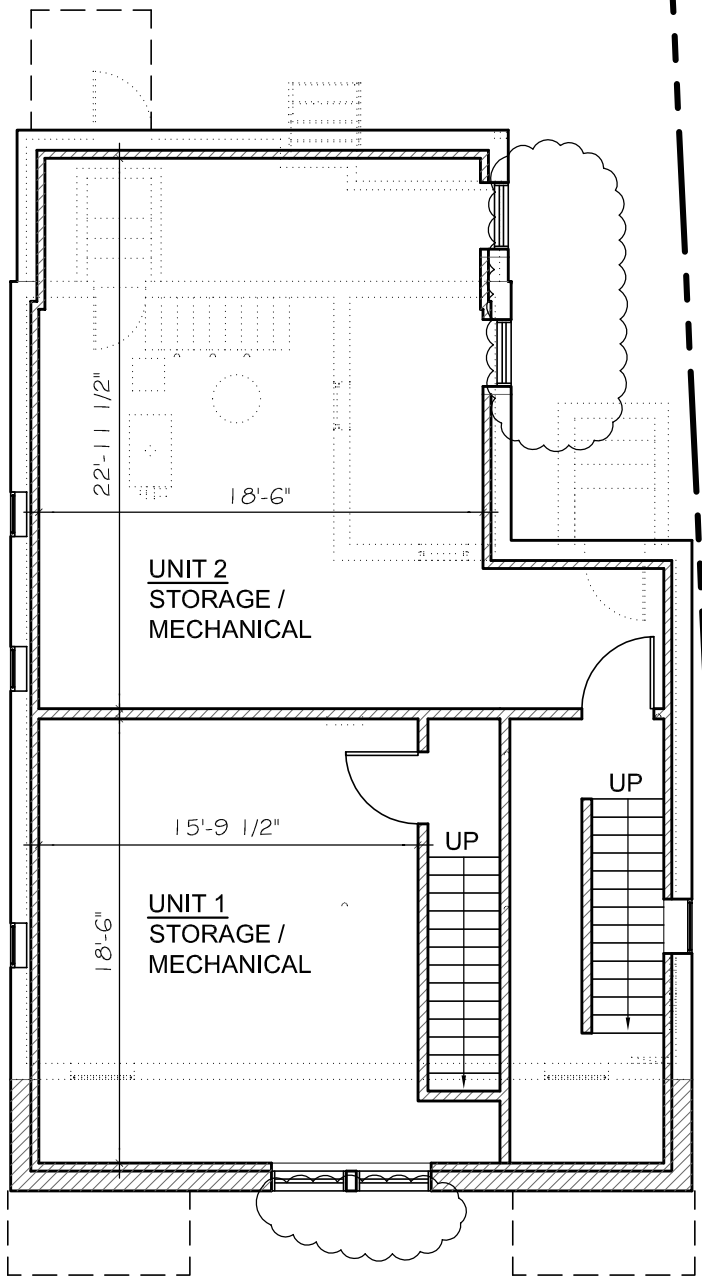 22'-11 1/2"
18'-6"
UNIT 2
STORAGE /
MECHANICAL
UP
15'-9 1/2"
UP
UNIT 1
STORAGE /
MECHANICAL
18'-6"